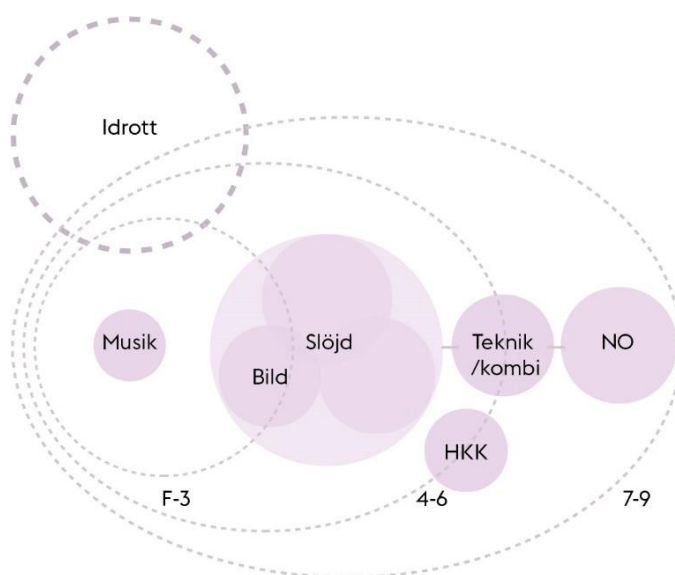 Idrott
Musik
Slöjd
Teknik
/kombi
NO
Bild
HKK
F-3
4-6
7-9